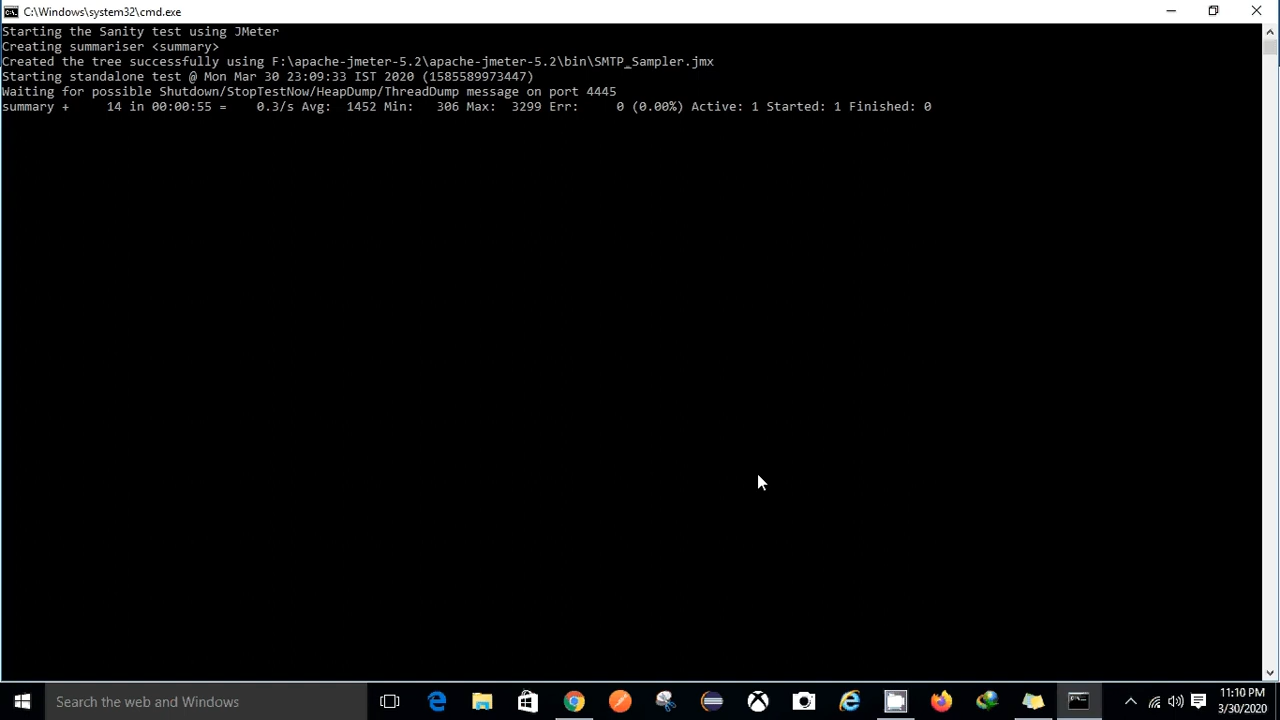 C:\Windows\system32\cmd.exe
Starting the Sanity test using JMeter
Creating summariser <summary>
Created the tree successfully using F:\apache-jmeter-5.2\apache-jmeter-5.2\bin\SMTP_Sampler.jmx
Starting standalone test @ Mon Mar 30 23:09:33 IST 2020 (1585589973447)
Waiting for possible Shutdown/StopTestNow/HeapDump/ThreadDump message on port 4445
summary +     14 in 00:00:55 =    0.3/s Avg:  1452 Min:   306 Max:  3299 Err:     0 (0.00%) Active: 1 Started: 1 Finished: 0
Search the web and Windows
11:10 PM
3/30/2020